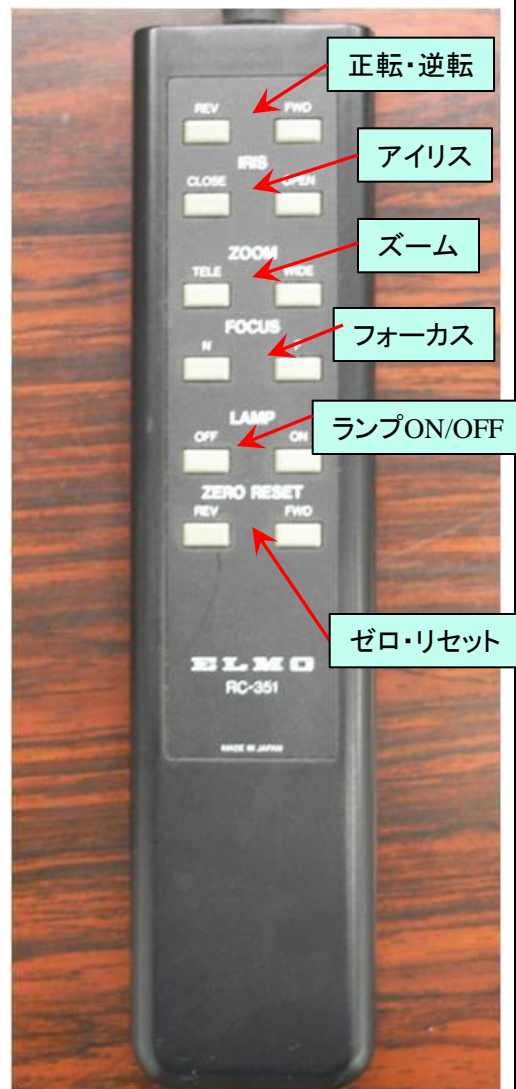 正転・逆転
REV FWD
IRIS
アイリス
CLOSE OPEN
ズーム
ZOOM
TELE WIDE
FOCUS
フォーカス
N
LAMP
ランプON/OFF
OFF ON
ZERO RESET
REV FWD
ゼロ・リセット
ELMO
RC-351
MADE IN JAPAN